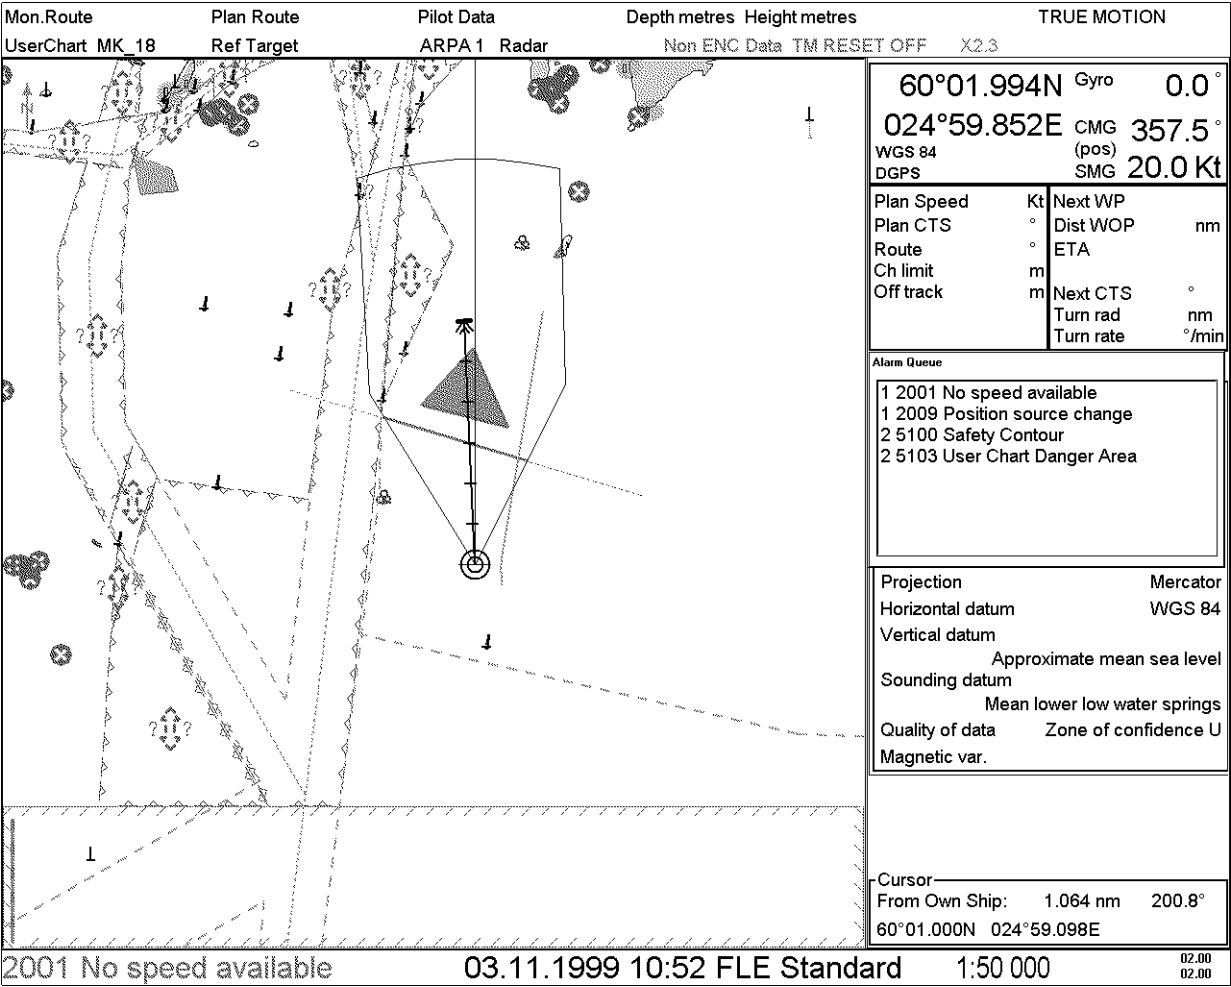 Mon.Route Plan Route Pilot Data Depth metres Height metres TRUE MOTION
UserChart MK_18 Ref Target ARPA 1 Radar Non ENC Data TM RESET OFF X2.3
60°01.994N Gyro 0.0°
024°59.852E CMG 357.5°
(pos)
WGS 84
DGPS SMG 20.0 Kt
Plan Speed Kt
Plan CTS °
Route °
Ch limit m
Off track m
Next WP
Dist WOP nm
ETA
Next CTS °
Turn rad nm
Turn rate °/min
Alarm Queue
1 2001 No speed available
1 2009 Position source change
2 5100 Safety Contour
2 5103 User Chart Danger Area
Projection Mercator
Horizontal datum WGS 84
Vertical datum
Approximate mean sea level
Sounding datum
Mean lower low water springs
Quality of data Zone of confidence U
Magnetic var.
Cursor
From Own Ship: 1.064 nm 200.8°
60°01.000N 024°59.098E
2001 No speed available 03.11.1999 10:52 FLE Standard 1:50 000 02.00
02.00